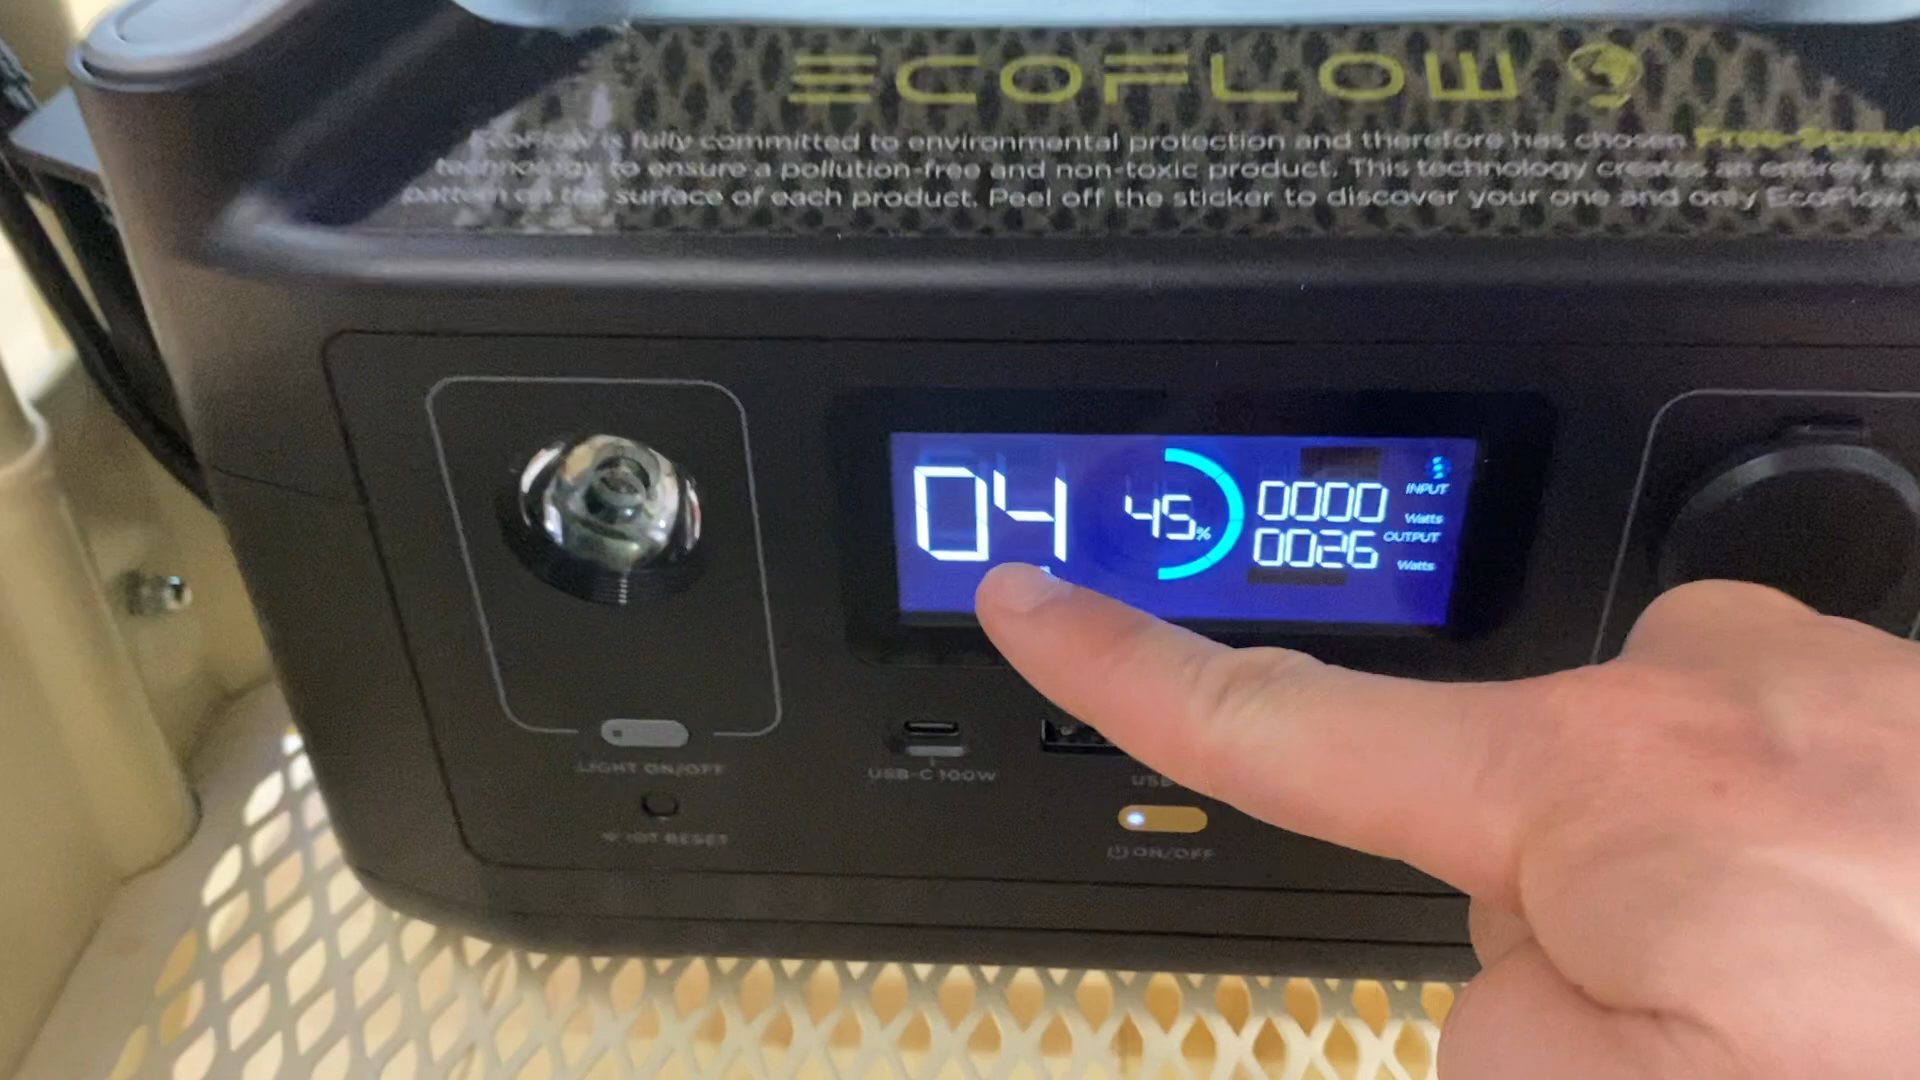 ECOFLOW
EcoFlow is fully committed to environmental protection and therefore has chosen
technology to ensure a pollution-free and non-toxic product. This technology creates an entirely
pattern on the surface of each product. Peel off the sticker to discover your one and only EcoFlow
04
45%
0000 INPUT Watts
0026 OUTPUT Watts
LIGHT ON/OFF
USB-C 100W
USB
IOT RESET
ON/OFF